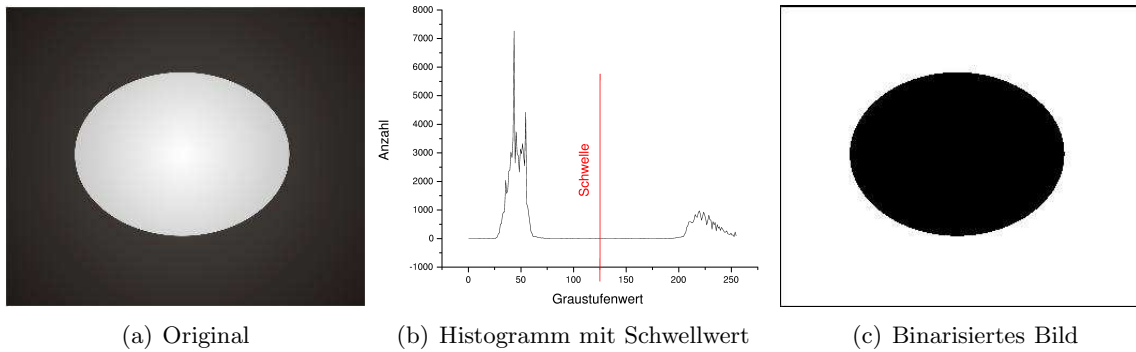 8000
7000
6000
5000
4000
3000
2000
1000
0
-1000
Anzahl
Schwelle
0 50 100 150 200 250
Graustufenwert
(a) Original (b) Histogramm mit Schwellwert (c) Binarisiertes Bild